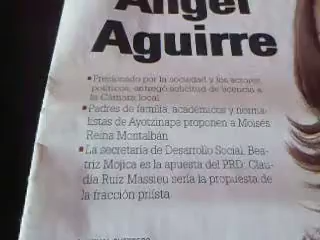 Ángel
Aguirre
▪Presionado por la sociedad y los actores
políticos, entregó solicitud de licencia a
la Cámara local
▪Padres de familia, académicos y norma-
listas de Ayotzinapa proponen a Moisés
Reina Montalbán
▪La secretaria de Desarrollo Social, Bea-
triz Mojica es la apuesta del PRD; Clau-
dia Ruiz Massieu sería la propuesta de
la fracción priista